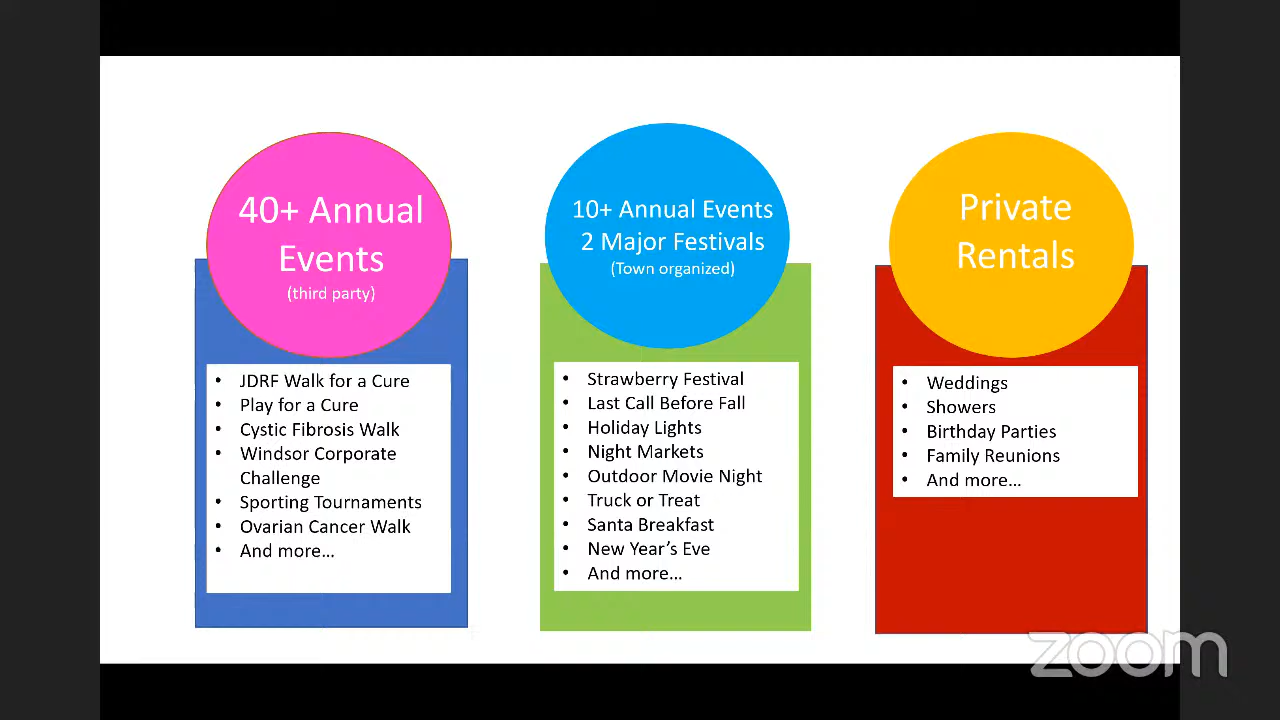 40+ Annual
Events
(third party)
JDRF Walk for a Cure
Play for a Cure
Cystic Fibrosis Walk
Windsor Corporate
Challenge
Sporting Tournaments
Ovarian Cancer Walk
And more…
10+ Annual Events
2 Major Festivals
(Town organized)
Strawberry Festival
Last Call Before Fall
Holiday Lights
Night Markets
Outdoor Movie Night
Truck or Treat
Santa Breakfast
New Year’s Eve
And more…
Private
Rentals
Weddings
Showers
Birthday Parties
Family Reunions
And more…
zoom